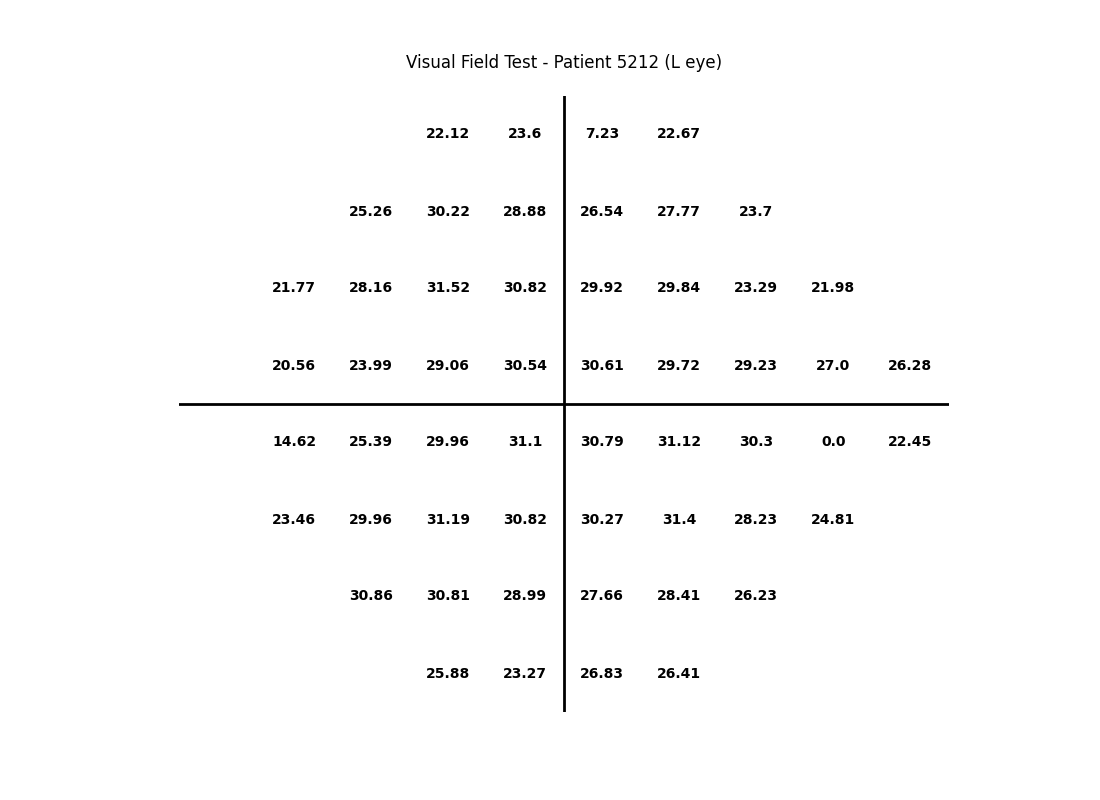 Visual Field Test - Patient 5212 (L eye)
22.12 23.6 7.23 22.67
25.26 30.22 28.88 26.54 27.77 23.7
21.77 28.16 31.52 30.82 29.92 29.84 23.29 21.98
20.56 23.99 29.06 30.54 30.61 29.72 29.23 27.0 26.28
14.62 25.39 29.96 31.1 30.79 31.12 30.3 0.0 22.45
23.46 29.96 31.19 30.82 30.27 31.4 28.23 24.81
30.86 30.81 28.99 27.66 28.41 26.23
25.88 23.27 26.83 26.41